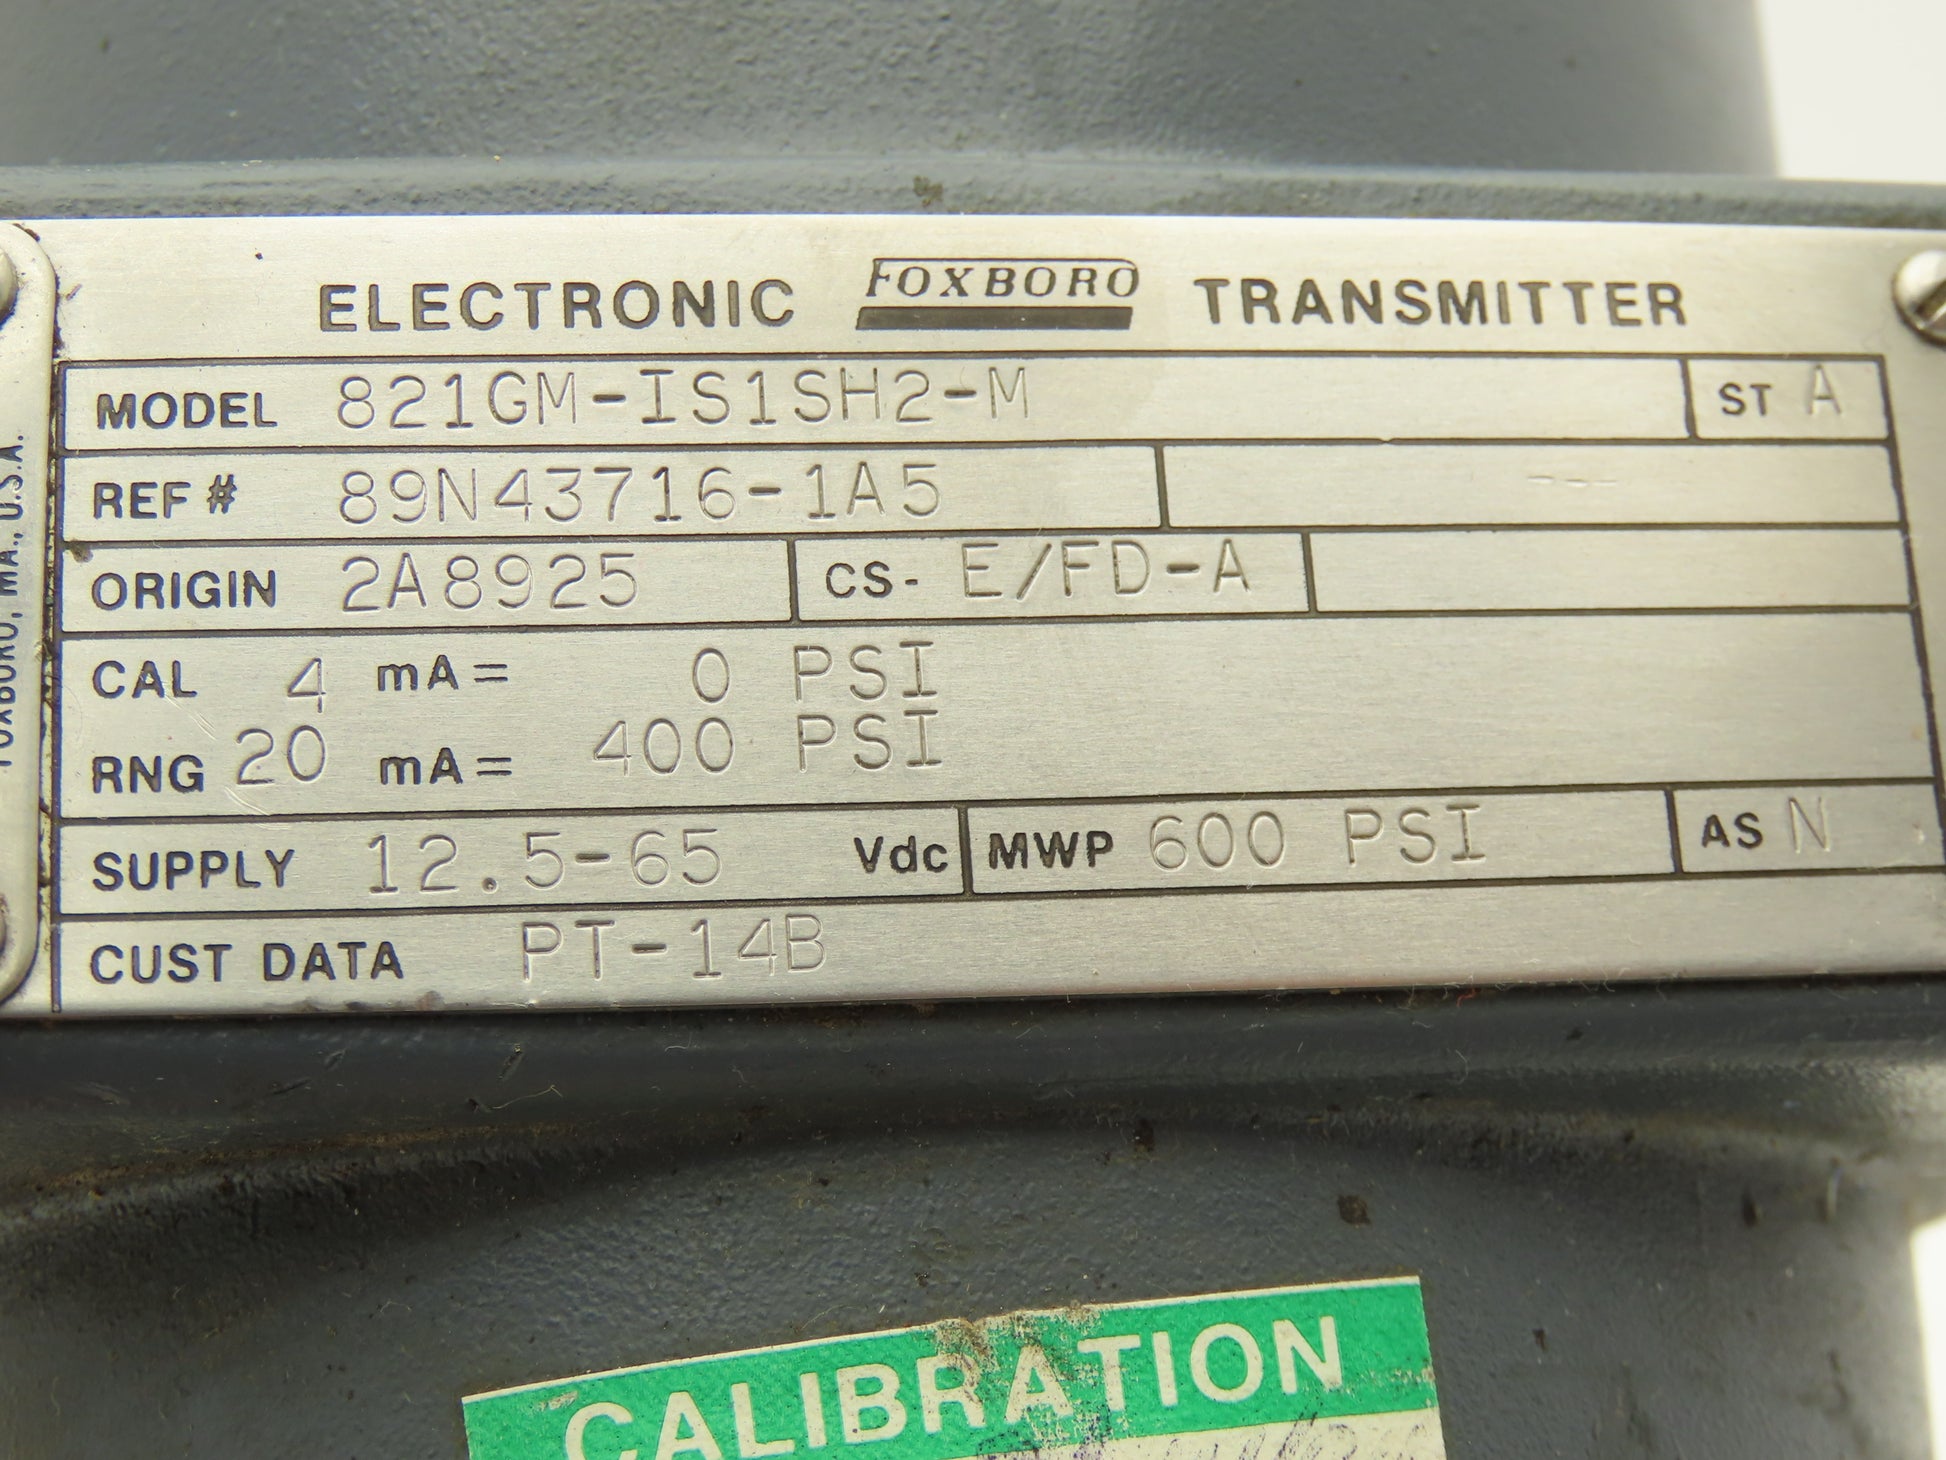 ELECTRONIC FOXBORO TRANSMITTER
MODEL 821GM-IS1SH2-M ST A
REF # 89N43716-1A5 ---
ORIGIN 2A8925 CS- E/FD-A
CAL 4 mA = 0 PSI
RNG 20 mA = 400 PSI
SUPPLY 12.5-65 Vdc MWP 600 PSI AS N
CUST DATA PT-14B
FOXBORO, MA., U.S.A.
CALIBRATION